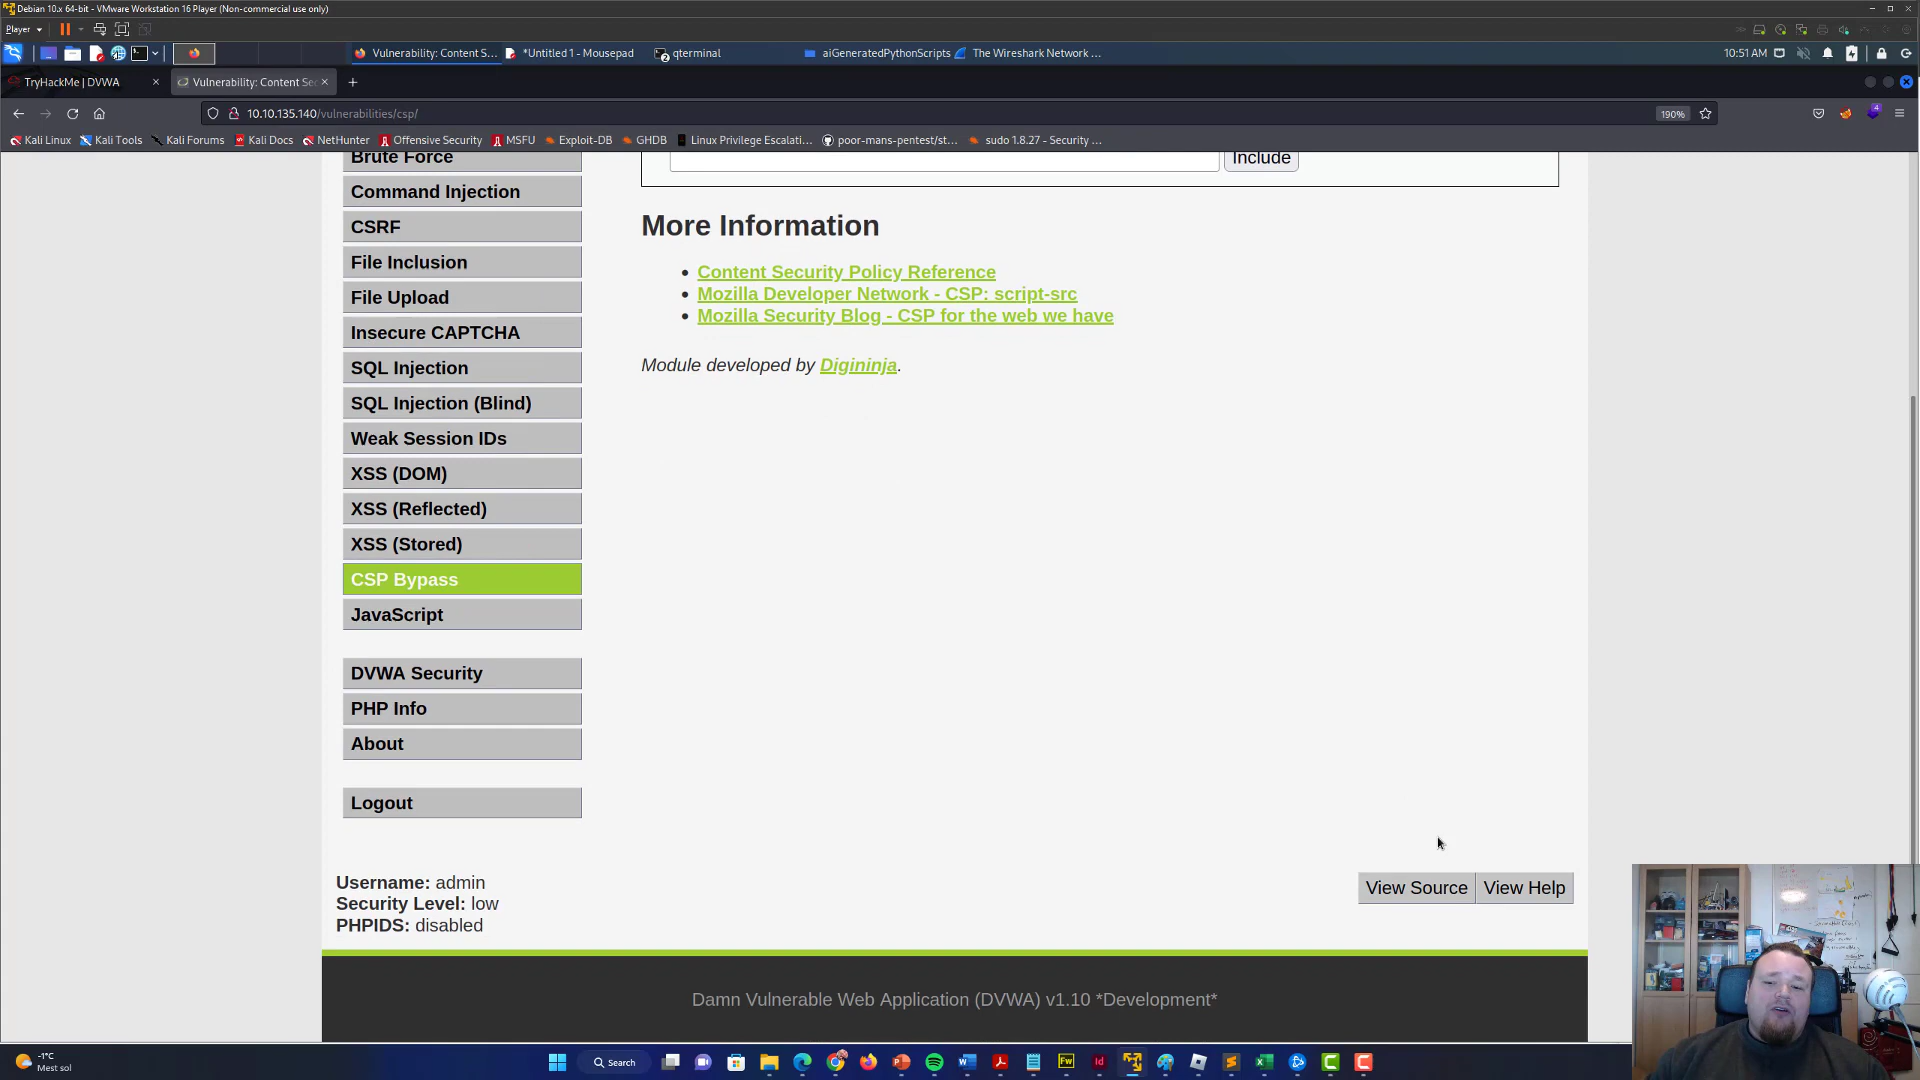 Debian 10.x 64-bit - VMware Workstation 16 Player (Non-commercial use only)
Player
Vulnerability: Content S...
*Untitled 1 - Mousepad
2
qterminal
aiGeneratedPythonScripts
The Wireshark Network ...
10:51 AM
TryHackMe | DVWA
Vulnerability: Content Sec
10.10.135.140/vulnerabilities/csp/
190%
4
Kali Linux
Kali Tools
Kali Forums
Kali Docs
NetHunter
Offensive Security
MSFU
Exploit-DB
GHDB
Linux Privilege Escalati...
poor-mans-pentest/st...
sudo 1.8.27 - Security ...
Brute Force
Command Injection
CSRF
File Inclusion
File Upload
Insecure CAPTCHA
SQL Injection
SQL Injection (Blind)
Weak Session IDs
XSS (DOM)
XSS (Reflected)
XSS (Stored)
CSP Bypass
JavaScript
DVWA Security
PHP Info
About
Logout
Include
More Information
Content Security Policy Reference
Mozilla Developer Network - CSP: script-src
Mozilla Security Blog - CSP for the web we have
Module developed by Digininja.
Username: admin
Security Level: low
PHPIDS: disabled
View Source
View Help
Damn Vulnerable Web Application (DVWA) v1.10 *Development*
-1°C
Mest sol
Search